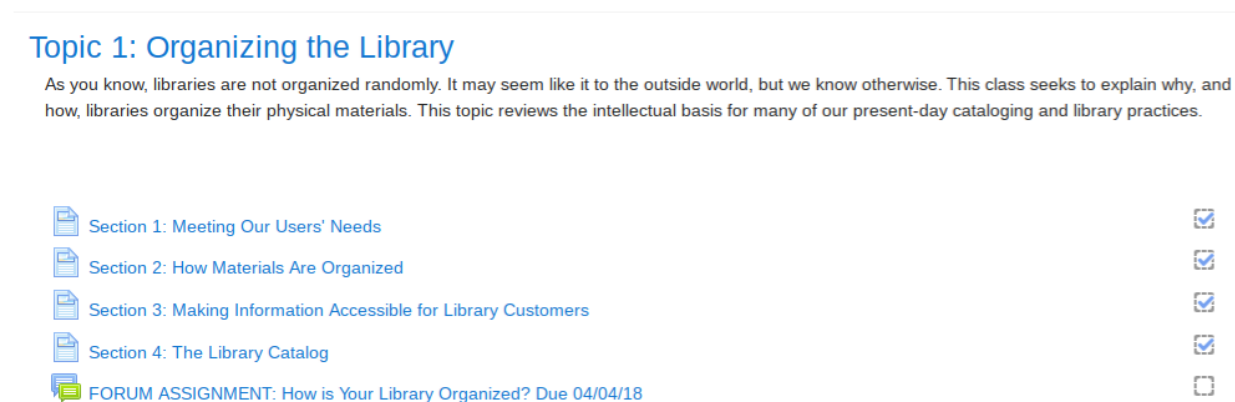 Topic 1: Organizing the Library
As you know, libraries are not organized randomly. It may seem like it to the outside world, but we know otherwise. This class seeks to explain why, and
how, libraries organize their physical materials. This topic reviews the intellectual basis for many of our present-day cataloging and library practices.
Section 1: Meeting Our Users' Needs
Section 2: How Materials Are Organized
Section 3: Making Information Accessible for Library Customers
Section 4: The Library Catalog
FORUM ASSIGNMENT: How is Your Library Organized? Due 04/04/18